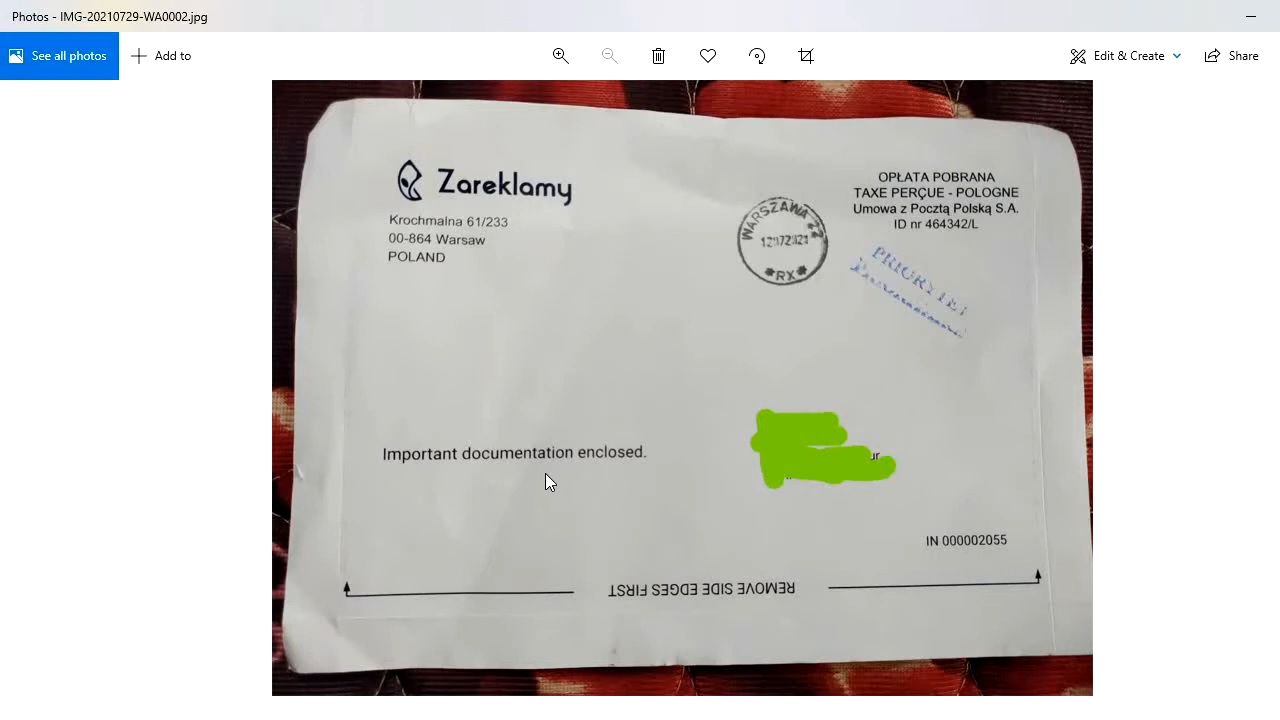 Photos - IMG-20210729-WA0002.jpg
See all photos
Add to
Edit & Create
Share
Zareklamy
Krochmalna 61/233
00-864 Warsaw
POLAND
OPŁATA POBRANA
TAXE PERÇUE - POLOGNE
Umowa z Pocztą Polską S.A.
ID nr 464342/L
WARSZAWA 22
*RX*
PRIORYTET
Important documentation enclosed.
ur
IN 000002055
REMOVE SIDE EDGES FIRST